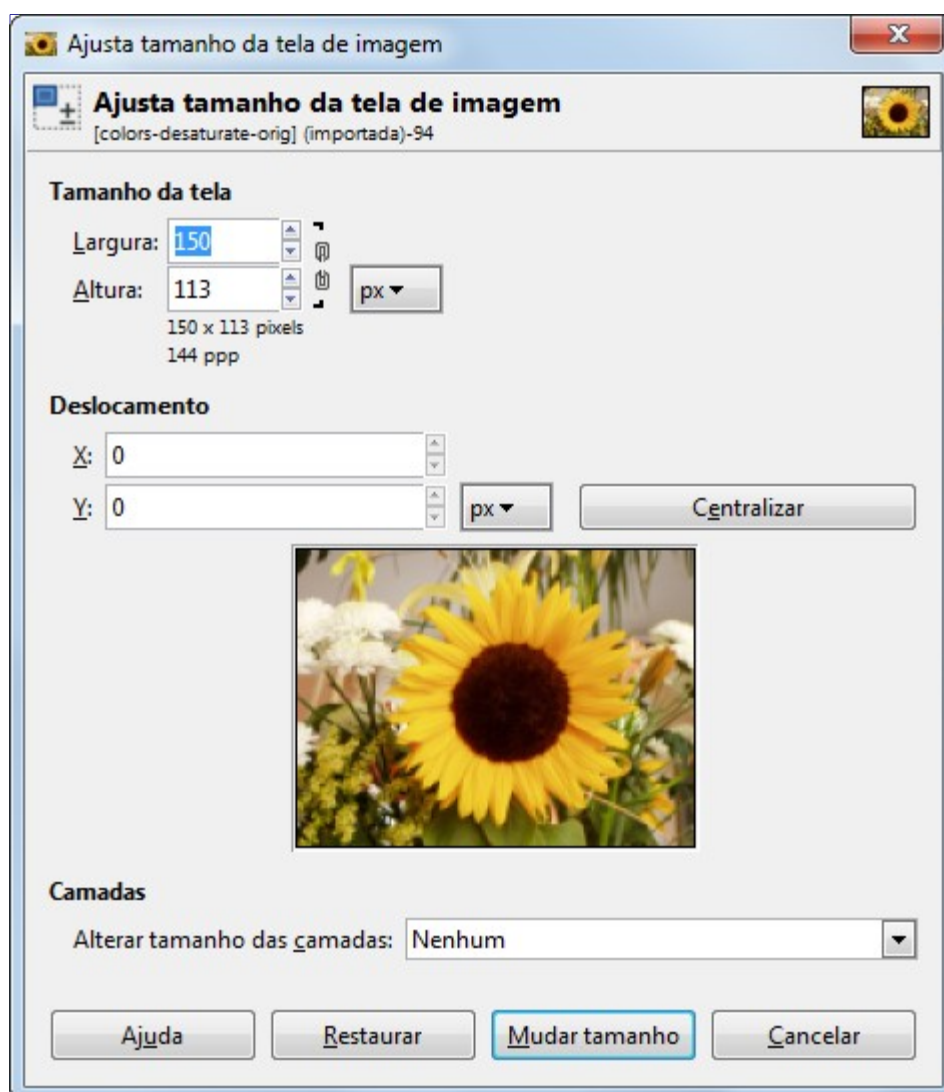 Ajusta tamanho da tela de imagem
x
Ajusta tamanho da tela de imagem
[colors-desaturate-orig] (importada)-94
Tamanho da tela
Largura: 150
Altura: 113 px
150 x 113 pixels
144 ppp
Deslocamento
X: 0
Y: 0 px Centralizar
Camadas
Alterar tamanho das camadas: Nenhum
Ajuda Restaurar Mudar tamanho Cancelar